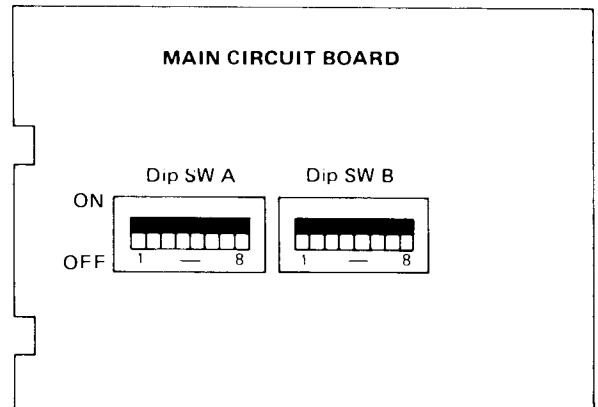 MAIN CIRCUIT BOARD
Dip SW A Dip SW B
ON
OFF
1 — 8 1 — 8